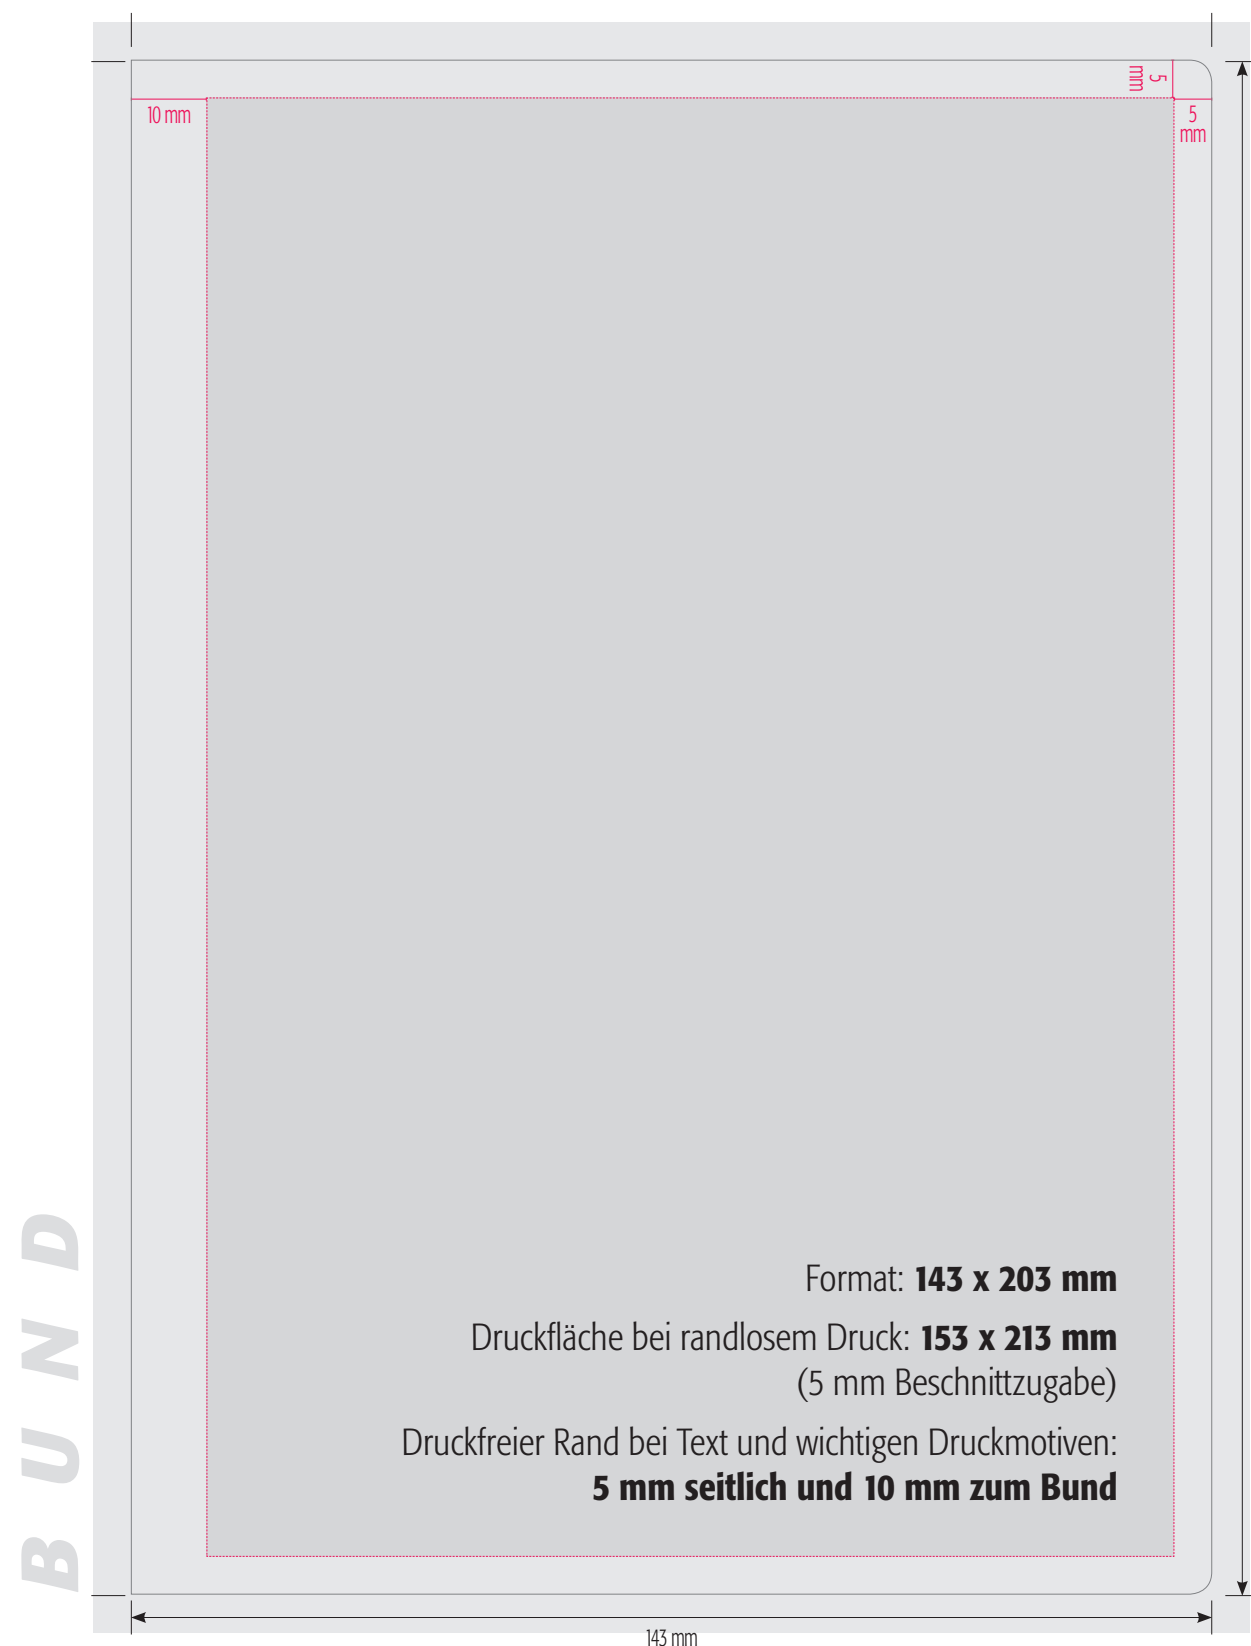 5
mm
10 mm
5
mm
Format: 143 x 203 mm
Druckfläche bei randlosem Druck: 153 x 213 mm
(5 mm Beschnittzugabe)
Druckfreier Rand bei Text und wichtigen Druckmotiven:
5 mm seitlich und 10 mm zum Bund
BUND
143 mm